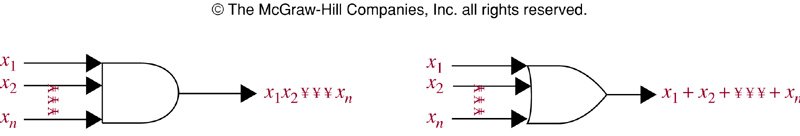 © The McGraw-Hill Companies, Inc. all rights reserved.
x1
x2
¥
¥
¥
xn
x1x2 ¥ ¥ ¥ xn
x1
x2
¥
¥
¥
xn
x1 + x2 + ¥ ¥ ¥ + xn